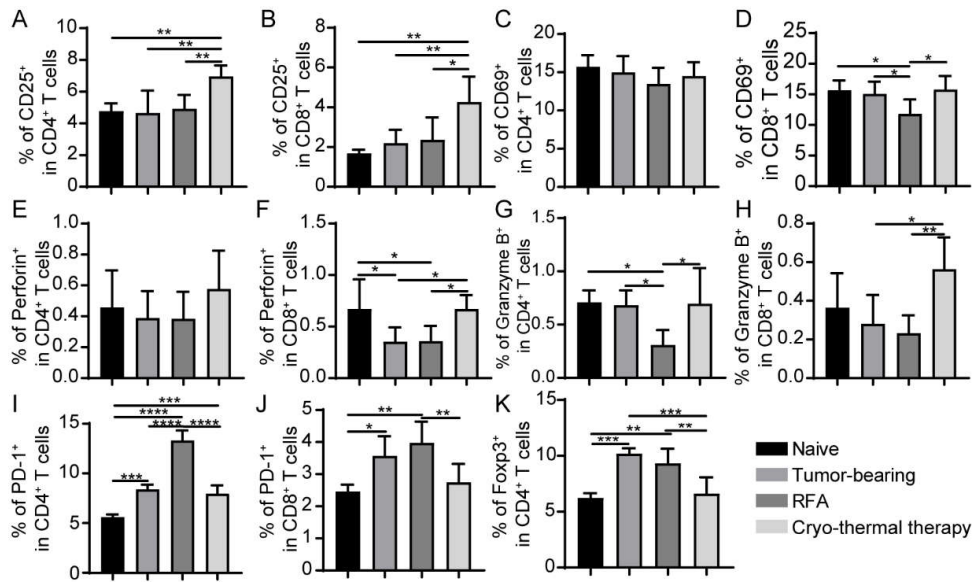 A
% of CD25⁺
in CD4⁺ T cells
10
8
6
4
2
0
**
**
**
B
% of CD25⁺
in CD8⁺ T cells
8
6
4
2
0
**
**
*
C
% of CD69⁺
in CD4⁺ T cells
20
15
10
5
0
D
% of CD69⁺
in CD8⁺ T cells
25
20
15
10
5
0
*
*
*
E
% of Perforin⁺
in CD4⁺ T cells
1.0
0.8
0.6
0.4
0.2
0.0
F
% of Perforin⁺
in CD8⁺ T cells
1.5
1.0
0.5
0.0
*
*
*
*
G
% of Granzyme B⁺
in CD4⁺ T cells
1.5
1.0
0.5
0.0
*
*
*
H
% of Granzyme B⁺
in CD8⁺ T cells
0.8
0.6
0.4
0.2
0.0
*
**
I
% of PD-1⁺
in CD4⁺ T cells
15
10
5
0
***
****
**** ****
***
J
% of PD-1⁺
in CD8⁺ T cells
5
4
3
2
1
0
**
**
*
K
% of Foxp3⁺
in CD4⁺ T cells
15
10
5
0
***
**
***
**
Naive
Tumor-bearing
RFA
Cryo-thermal therapy